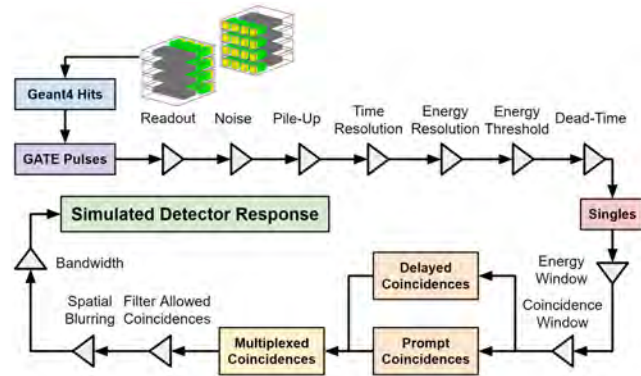 Geant4 Hits
GATE Pulses
Readout
Noise
Pile-Up
Time
Resolution
Energy
Resolution
Energy
Threshold
Dead-Time
Singles
Energy
Window
Coincidence
Window
Delayed
Coincidences
Prompt
Coincidences
Multiplexed
Coincidences
Filter Allowed
Coincidences
Spatial
Blurring
Bandwidth
Simulated Detector Response